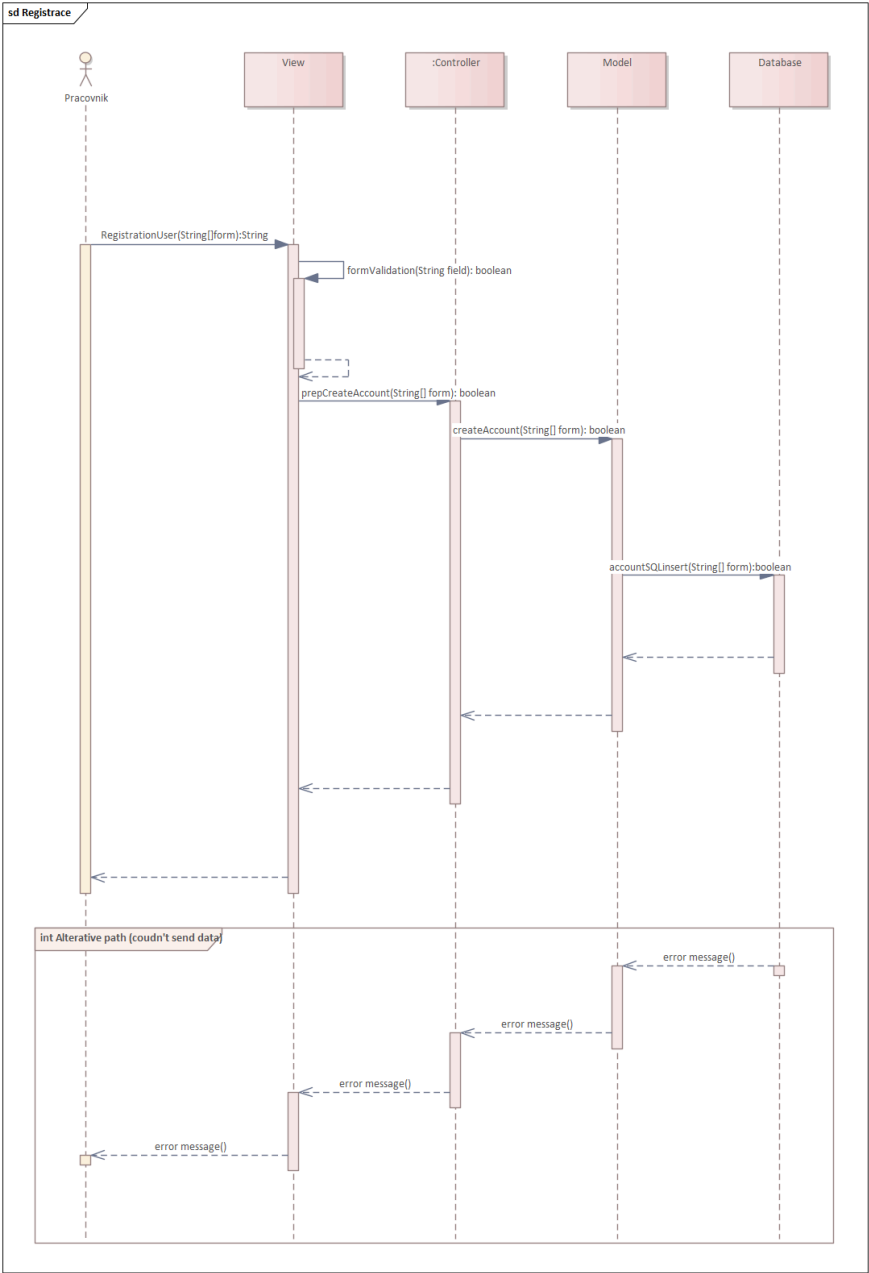 sd Registrace
Pracovnik
View
:Controller
Model
Database
RegistrationUser(String[]form):String
formValidation(String field): boolean
prepCreateAccount(String[] form): boolean
createAccount(String[] form): boolean
accountSQLinsert(String[] form):boolean
int Alterative path (coudn't send data)
error message()
error message()
error message()
error message()